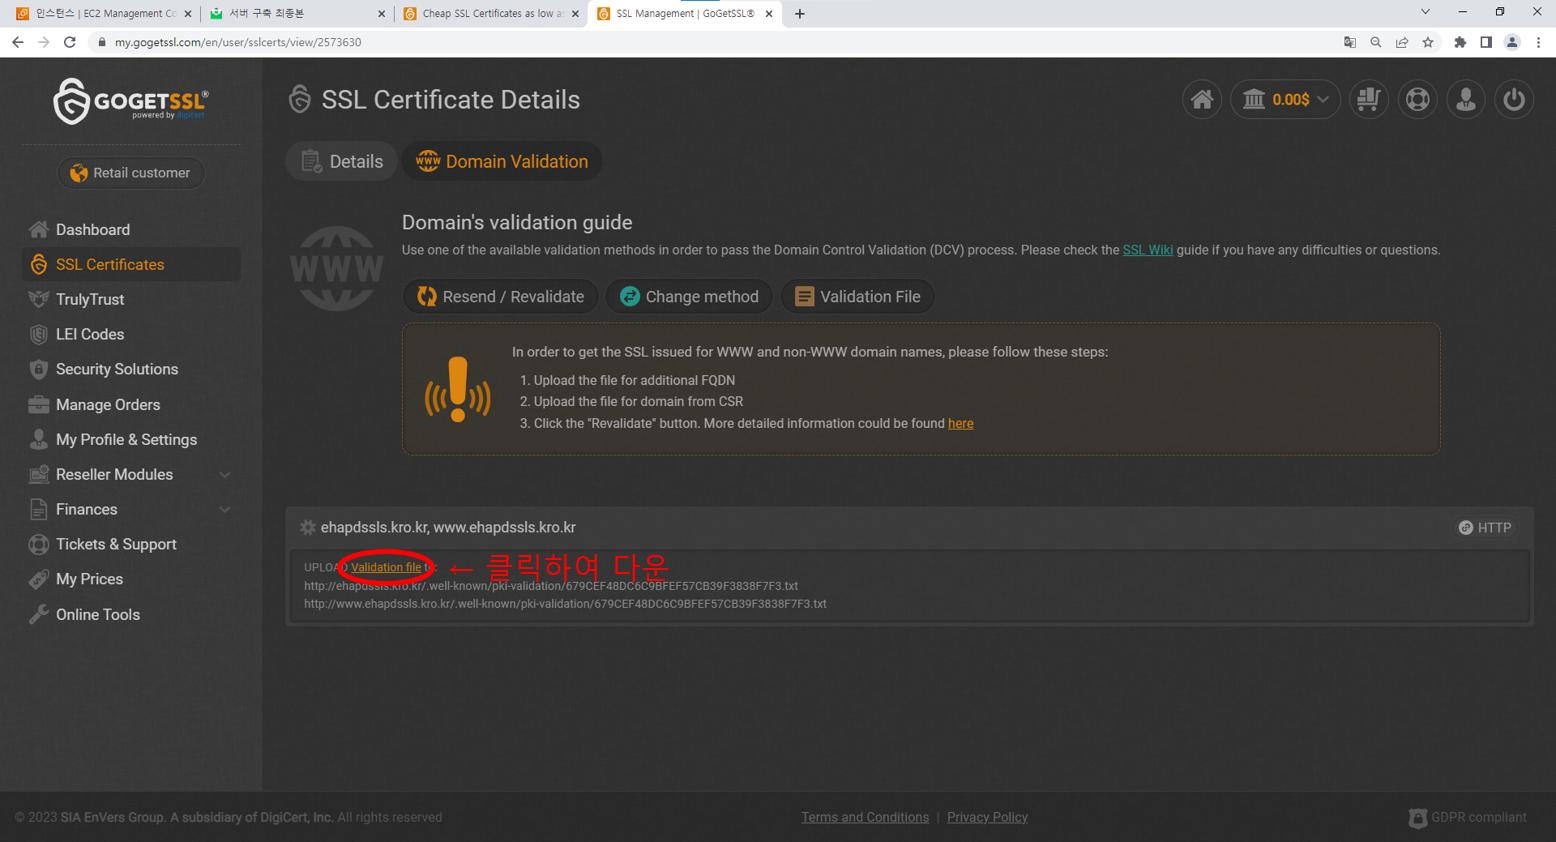 인스턴스 | EC2 Management Co
서버 구축 최종본
Cheap SSL Certificates as low as
SSL Management | GoGetSSL®
my.gogetssl.com/en/user/sslcerts/view/2573630
GOGETSSL®
powered by digicert
SSL Certificate Details
0.00$
Retail customer
Details
WWW Domain Validation
Dashboard
SSL Certificates
TrulyTrust
LEI Codes
Security Solutions
Manage Orders
My Profile & Settings
Reseller Modules
Finances
Tickets & Support
My Prices
Online Tools
WWW
Domain's validation guide
Use one of the available validation methods in order to pass the Domain Control Validation (DCV) process. Please check the SSL Wiki guide if you have any difficulties or questions.
Resend / Revalidate
Change method
Validation File
In order to get the SSL issued for WWW and non-WWW domain names, please follow these steps:
1. Upload the file for additional FQDN
2. Upload the file for domain from CSR
3. Click the "Revalidate" button. More detailed information could be found here
ehapdssls.kro.kr, www.ehapdssls.kro.kr
HTTP
UPLOAD Validation file to: ← 클릭하여 다운
http://ehapdssls.kro.kr/.well-known/pki-validation/679CEF48DC6C9BFEF57CB39F3838F7F3.txt
http://www.ehapdssls.kro.kr/.well-known/pki-validation/679CEF48DC6C9BFEF57CB39F3838F7F3.txt
© 2023 SIA EnVers Group. A subsidiary of DigiCert, Inc. All rights reserved
Terms and Conditions | Privacy Policy
GDPR compliant